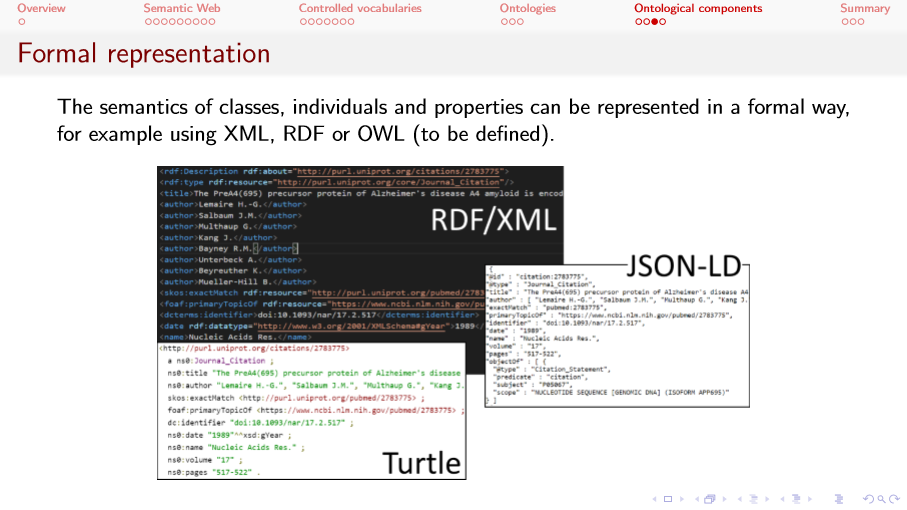 Overview Semantic Web Controlled vocabularies Ontologies Ontological components Summary
Formal representation
The semantics of classes, individuals and properties can be represented in a formal way,
for example using XML, RDF or OWL (to be defined).
<rdf:Description rdf:about="http://purl.uniprot.org/citations/2783775">
<rdf:type rdf:resource="http://purl.uniprot.org/core/Journal_Citation"/>
<title>The PreA4(695) precursor protein of Alzheimer's disease A4 amyloid is encod
<author>Lemaire H.-G.</author>
<author>Salbaum J.M.</author>
<author>Multhaup G.</author>
<author>Kang J.</author>
<author>Bayney R.M.</author>
<author>Unterbeck A.</author>
<author>Beyreuther K.</author>
<author>Mueller-Hill B.</author>
<skos:exactMatch rdf:resource="http://purl.uniprot.org/pubmed/2783
<foaf:primaryTopicOf rdf:resource="https://www.ncbi.nlm.nih.gov/pu
<dcterms:identifier>doi:10.1093/nar/17.2.517</dcterms:identifier>
<date rdf:datatype="http://www.w3.org/2001/XMLSchema#gYear">1989</
<name>Nucleic Acids Res.</name>
RDF/XML
JSON-LD
{
"@id" : "citation:2783775",
"@type" : "Journal_Citation",
"title" : "The PreA4(695) precursor protein of Alzheimer's disease A4
"author" : [ "Lemaire H.-G.", "Salbaum J.M.", "Multhaup G.", "Kang J.
"exactMatch" : "pubmed:2783775",
"primaryTopicOf" : "https://www.ncbi.nlm.nih.gov/pubmed/2783775",
"identifier" : "doi:10.1093/nar/17.2.517",
"date" : "1989",
"name" : "Nucleic Acids Res.",
"volume" : "17",
"pages" : "517-522",
"objectOf" : [ {
"@type" : "Citation_Statement",
"predicate" : "citation",
"subject" : "P05067",
"scope" : "NUCLEOTIDE SEQUENCE [GENOMIC DNA] (ISOFORM APP695)"
} ]
<http://purl.uniprot.org/citations/2783775>
a ns0:Journal_Citation ;
ns0:title "The PreA4(695) precursor protein of Alzheimer's disease
ns0:author "Lemaire H.-G.", "Salbaum J.M.", "Multhaup G.", "Kang J.
skos:exactMatch <http://purl.uniprot.org/pubmed/2783775> ;
foaf:primaryTopicOf <https://www.ncbi.nlm.nih.gov/pubmed/2783775> ;
dc:identifier "doi:10.1093/nar/17.2.517" ;
ns0:date "1989"^^xsd:gYear ;
ns0:name "Nucleic Acids Res." ;
ns0:volume "17" ;
ns0:pages "517-522" .
Turtle